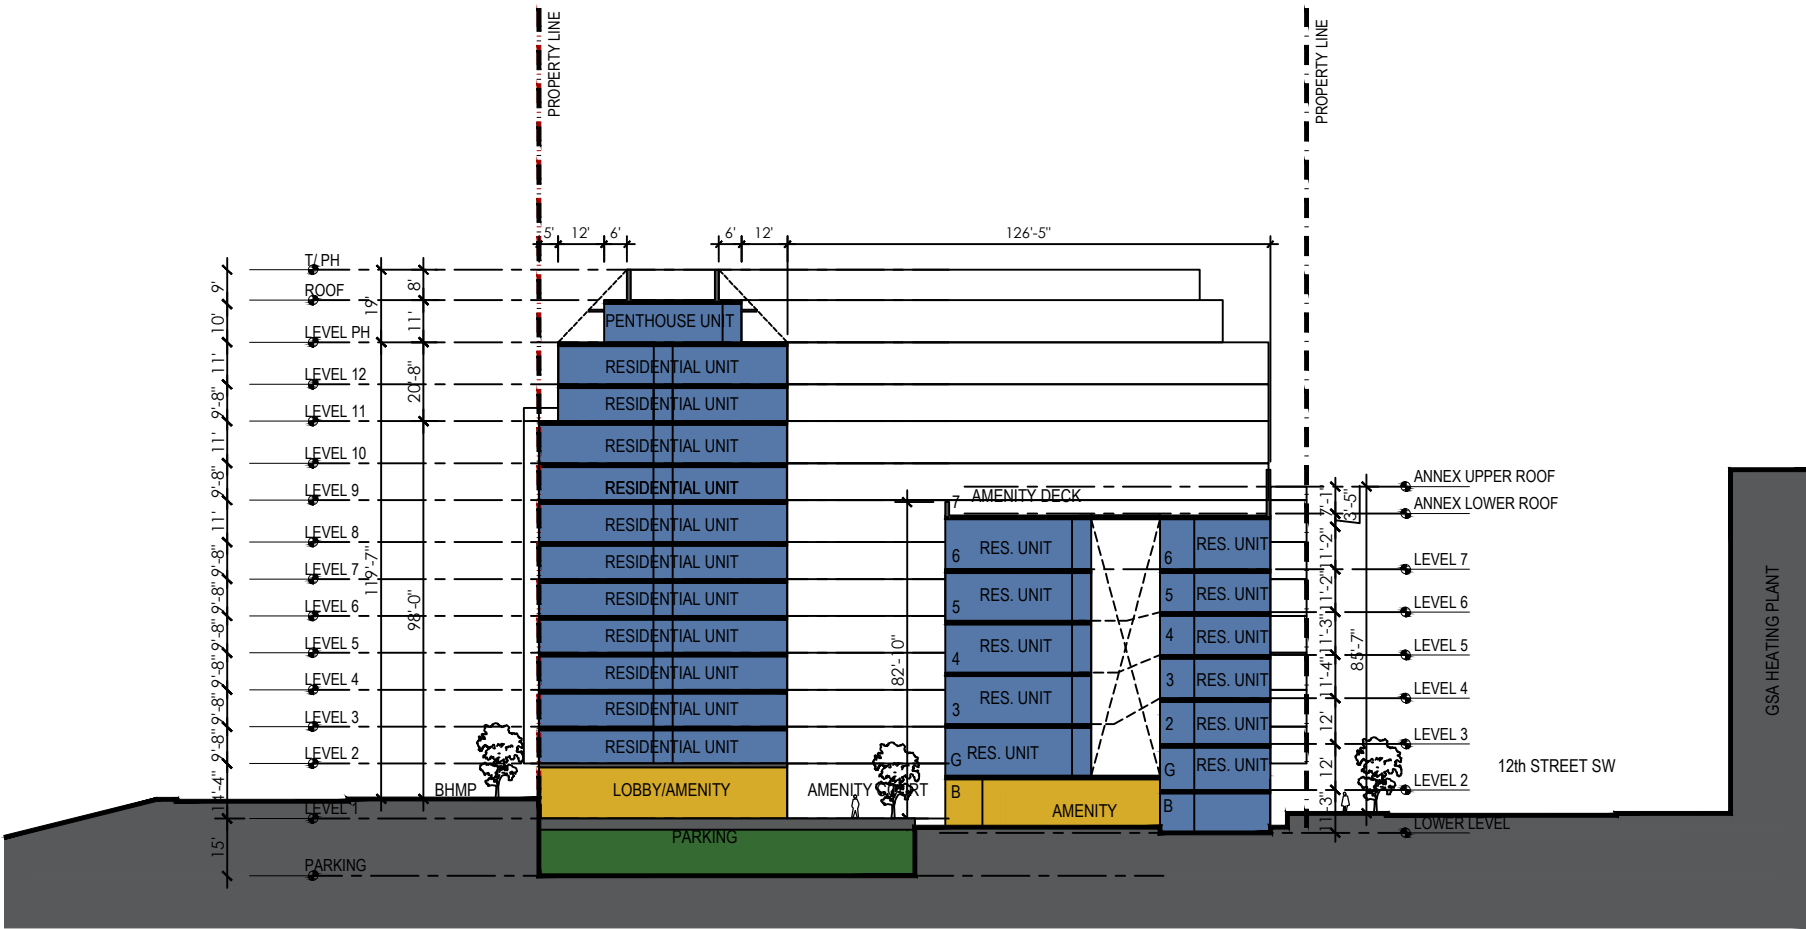 PROPERTY LINE
PROPERTY LINE
5'
12'
6'
6'
12'
126'-5"
T/ PH
ROOF
LEVEL PH
LEVEL 12
LEVEL 11
LEVEL 10
LEVEL 9
LEVEL 8
LEVEL 7
LEVEL 6
LEVEL 5
LEVEL 4
LEVEL 3
LEVEL 2
LEVEL 1
PARKING
9'
10'
11'
9'-8"
11'
9'-8"
11'
9'-8"
9'-8"
9'-8"
9'-8"
9'-8"
9'-8"
14'-4"
15'
19'
119'-7"
8'
11'
20'-8"
98'-0"
PENTHOUSE UNIT
RESIDENTIAL UNIT
RESIDENTIAL UNIT
RESIDENTIAL UNIT
RESIDENTIAL UNIT
RESIDENTIAL UNIT
RESIDENTIAL UNIT
RESIDENTIAL UNIT
RESIDENTIAL UNIT
RESIDENTIAL UNIT
RESIDENTIAL UNIT
RESIDENTIAL UNIT
LOBBY/AMENITY
PARKING
BHMP
AMENITY COURT
82'-10"
7 AMENITY DECK
6 RES. UNIT
5 RES. UNIT
4 RES. UNIT
3 RES. UNIT
G RES. UNIT
B
AMENITY
6 RES. UNIT
5 RES. UNIT
4 RES. UNIT
3 RES. UNIT
2 RES. UNIT
G RES. UNIT
B
7'-1"
3'-5"
11'-2"
11'-2"
11'-3"
11'-4"
12'
12'
11'-3"
85'-7"
ANNEX UPPER ROOF
ANNEX LOWER ROOF
LEVEL 7
LEVEL 6
LEVEL 5
LEVEL 4
LEVEL 3
LEVEL 2
LOWER LEVEL
12th STREET SW
GSA HEATING PLANT